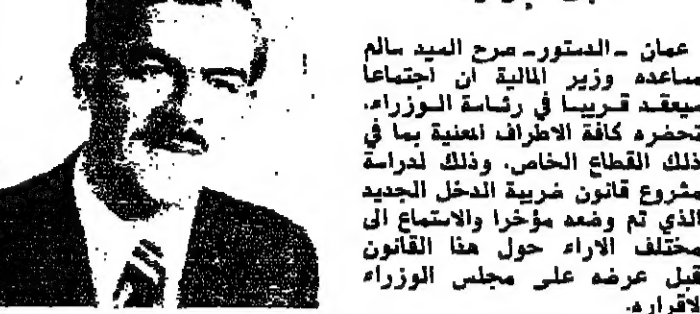 عمان ـ الدستور ـ صرح السيد سالم
مساعده وزير المالية ان اجتماعا
سيعقد قريبا في رئاسة الوزراء،
تحضره كافة الاطراف المعنية بما في
ذلك القطاع الخاص، وذلك لدراسة
مشروع قانون ضريبة الدخل الجديد
الذي تم وضعه مؤخرا والاستماع الى
مختلف الاراء حول هذا القانون
قبل عرضه على مجلس الوزراء
لاقراره.